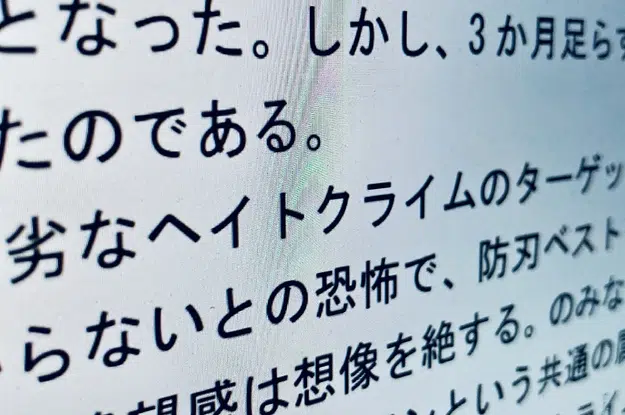 となった。しかし、3か月足らず
たのである。
劣なヘイトクライムのターゲッ
らないとの恐怖で、防刃ベスト
望感は想像を絶する。のみな
という共通の